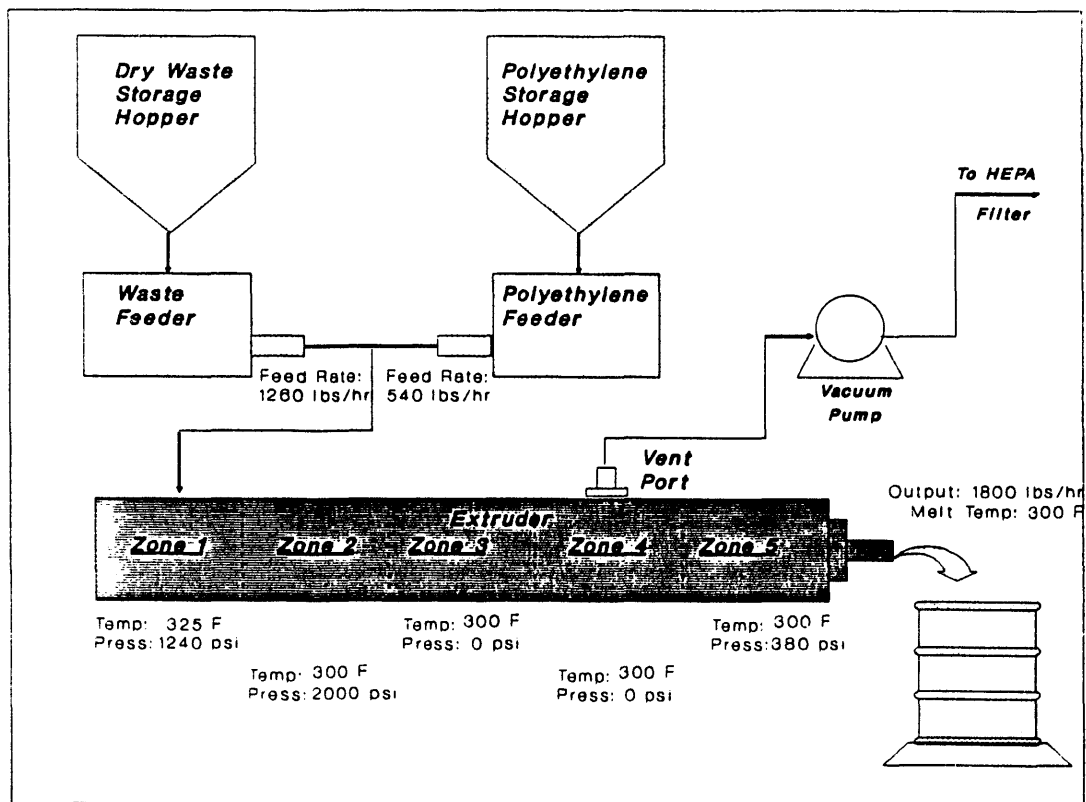 Dry Waste
Storage
Hopper
Polyethylene
Storage
Hopper
To HEPA
Filter
Waste
Feeder
Polyethylene
Feeder
Feed Rate:
1260 lbs/hr
Feed Rate:
540 lbs/hr
Vacuum
Pump
Vent
Port
Output: 1800 lbs/hr
Melt Temp: 300 F
Extruder
Zone 1
Zone 2
Zone 3
Zone 4
Zone 5
Temp: 325 F
Press: 1240 psi
Temp: 300 F
Press: 2000 psi
Temp: 300 F
Press: 0 psi
Temp: 300 F
Press: 0 psi
Temp: 300 F
Press: 380 psi